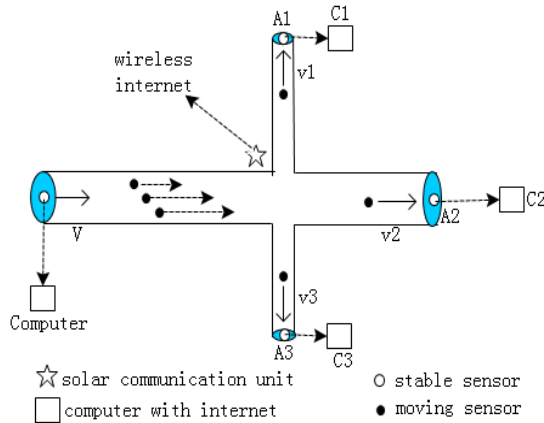 A1
C1
wireless
internet
v1
V
v2
A2
C2
Computer
v3
A3
C3
solar communication unit
stable sensor
computer with internet
moving sensor